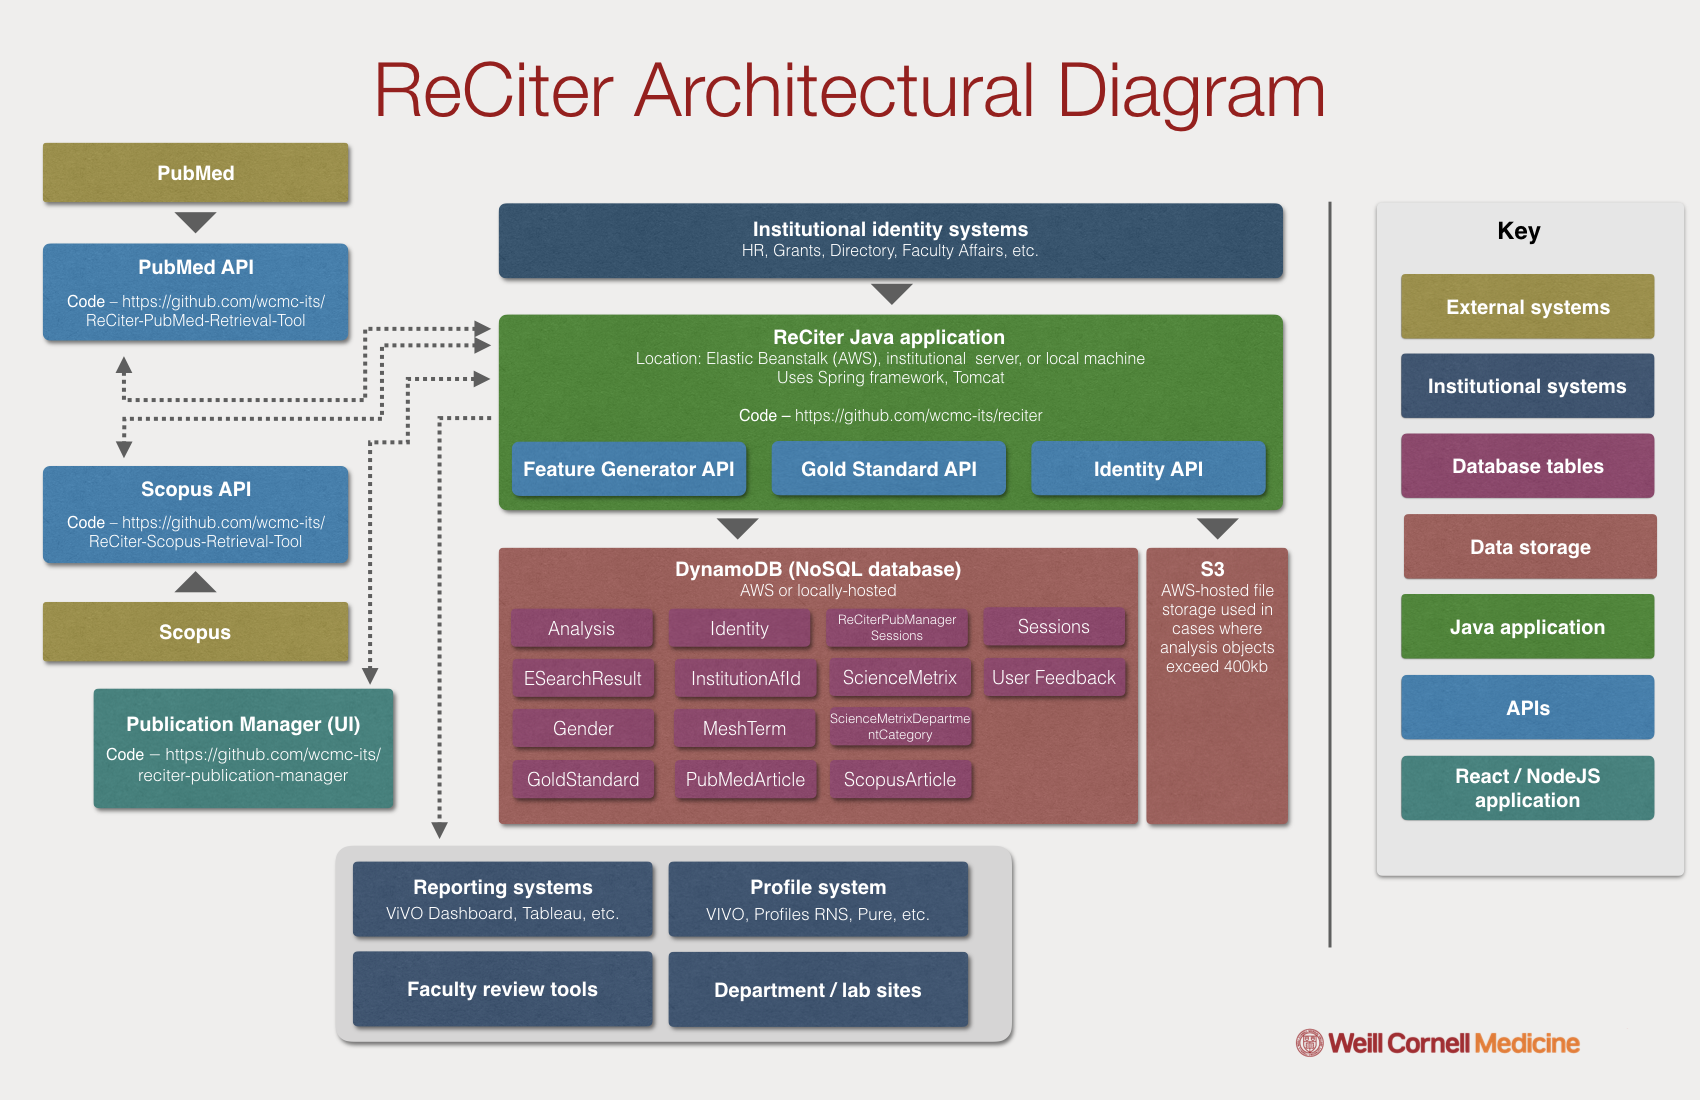 ReCiter Architectural Diagram
PubMed
PubMed API
Code – https://github.com/wcmc-its/
ReCiter-PubMed-Retrieval-Tool
Scopus API
Code – https://github.com/wcmc-its/
ReCiter-Scopus-Retrieval-Tool
Scopus
Publication Manager (UI)
Code – https://github.com/wcmc-its/
reciter-publication-manager
Institutional identity systems
HR, Grants, Directory, Faculty Affairs, etc.
ReCiter Java application
Location: Elastic Beanstalk (AWS), institutional  server, or local machine
Uses Spring framework, Tomcat
Code – https://github.com/wcmc-its/reciter
Feature Generator API
Gold Standard API
Identity API
DynamoDB (NoSQL database)
AWS or locally-hosted
Analysis
Identity
ReCiterPubManager
Sessions
Sessions
ESearchResult
InstitutionAfId
ScienceMetrix
User Feedback
Gender
MeshTerm
ScienceMetrixDepartme
ntCategory
GoldStandard
PubMedArticle
ScopusArticle
S3
AWS-hosted file
storage used in
cases where
analysis objects
exceed 400kb
Reporting systems
ViVO Dashboard, Tableau, etc.
Profile system
VIVO, Profiles RNS, Pure, etc.
Faculty review tools
Department / lab sites
Key
External systems
Institutional systems
Database tables
Data storage
Java application
APIs
React / NodeJS
application
Weill Cornell Medicine